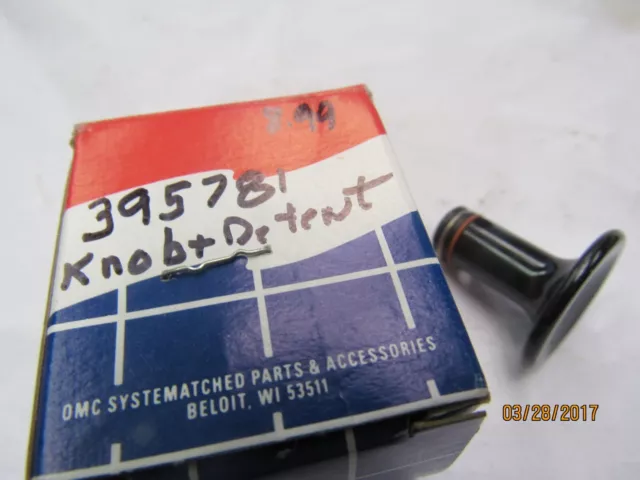 8.99
395781
Knob + Detent
OMC SYSTEMATCHED PARTS & ACCESSORIES
BELOIT, WI 53511
03/28/2017